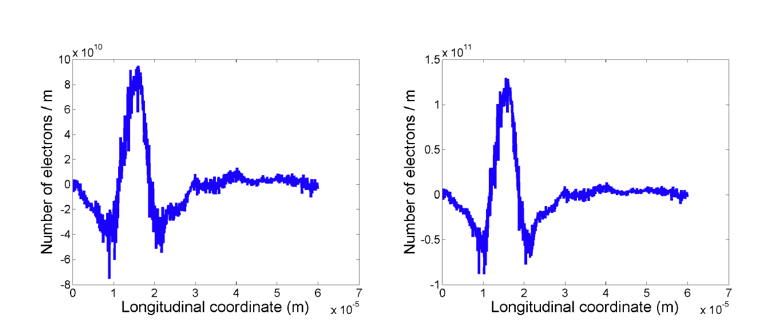 10 x 10^10
8
6
4
2
0
-2
-4
-6
-8
0 1 2 3 4 5 6 7
x 10^-5
Longitudinal coordinate (m)
Number of electrons / m
1.5 x 10^11
1
0.5
0
-0.5
-1
0 1 2 3 4 5 6 7
x 10^-5
Longitudinal coordinate (m)
Number of electrons / m